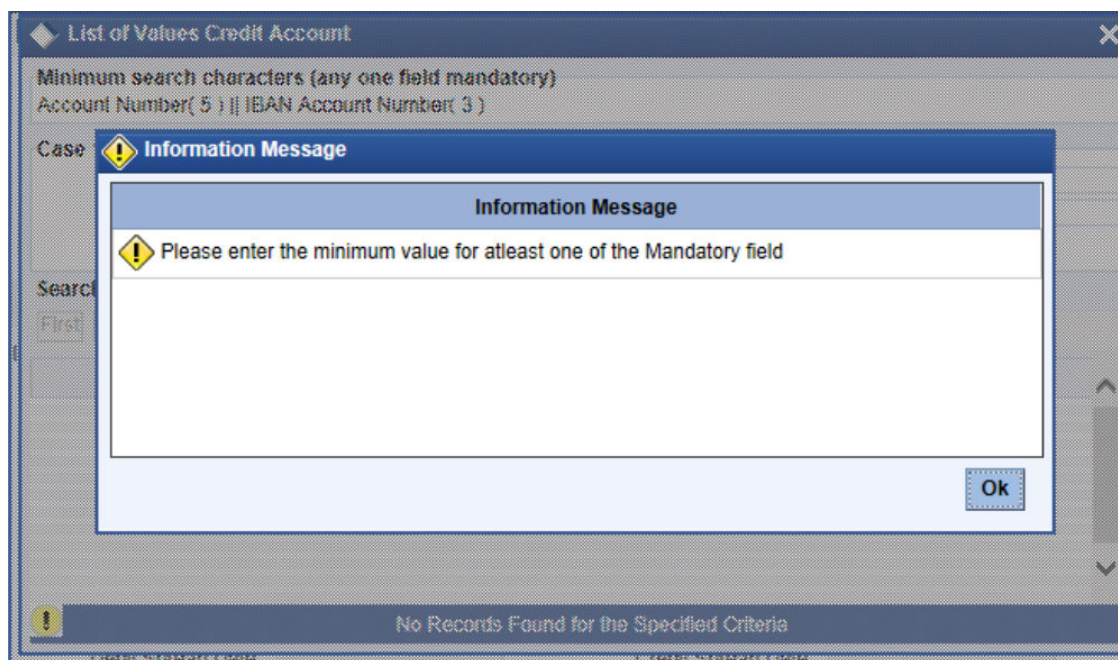 List of Values Credit Account
Minimum search characters (any one field mandatory)
Account Number( 5 ) || IBAN Account Number( 3 )
Case
Information Message
Information Message
Please enter the minimum value for atleast one of the Mandatory field
Search
First
Ok
No Records Found for the Specified Criteria